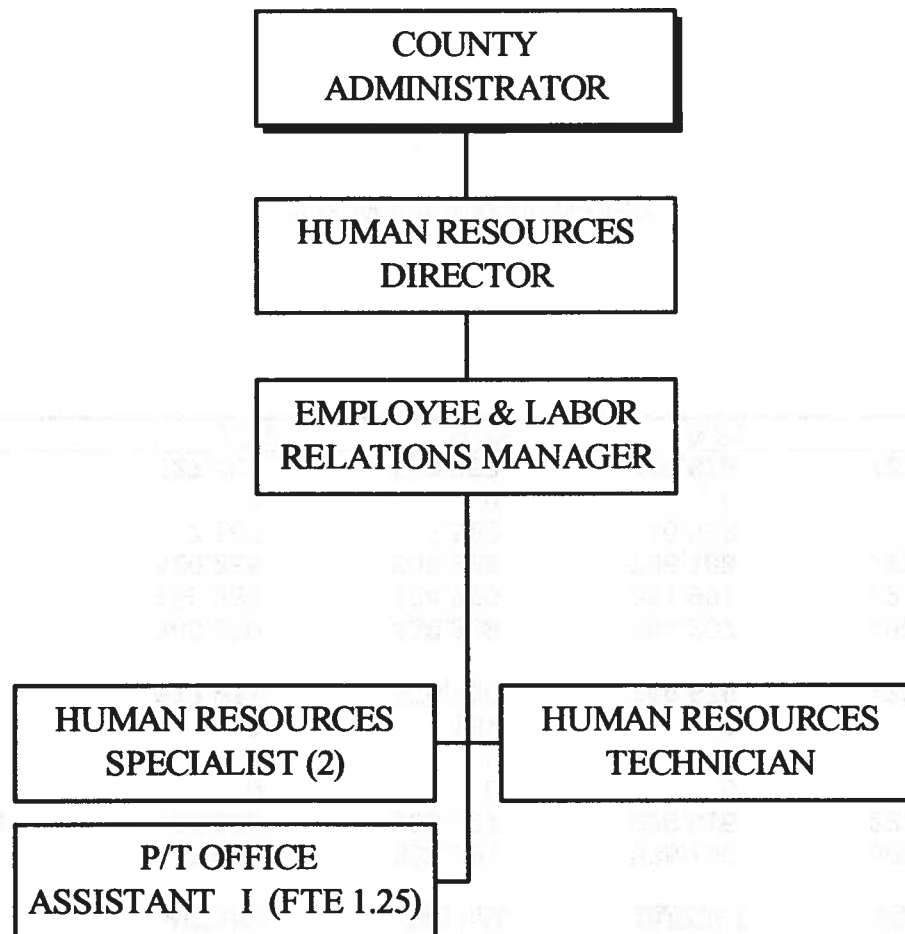 COUNTY
ADMINISTRATOR
HUMAN RESOURCES
DIRECTOR
EMPLOYEE & LABOR
RELATIONS MANAGER
HUMAN RESOURCES
SPECIALIST (2)
HUMAN RESOURCES
TECHNICIAN
P/T OFFICE
ASSISTANT I (FTE 1.25)